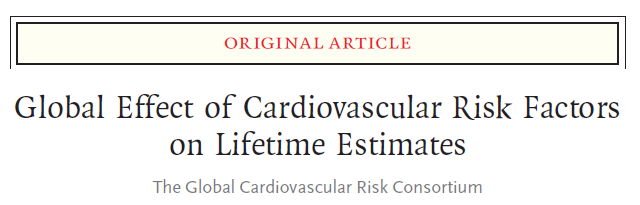 ORIGINAL ARTICLE
Global Effect of Cardiovascular Risk Factors
on Lifetime Estimates
The Global Cardiovascular Risk Consortium